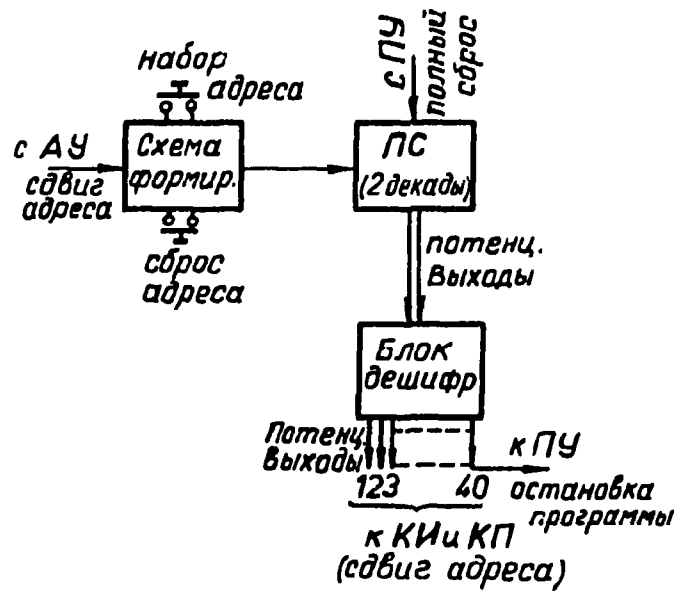 набор
адреса
с АУ
сдвиг
адреса
Схема
формир.
сброс
адреса
с ПУ
полный
сброс
ПС
(2 декады)
потенц.
выходы
Блок
дешифр
Потенц.
выходы
123 40
к ПУ
остановка
программы
к КИ и КП
(сдвиг адреса)